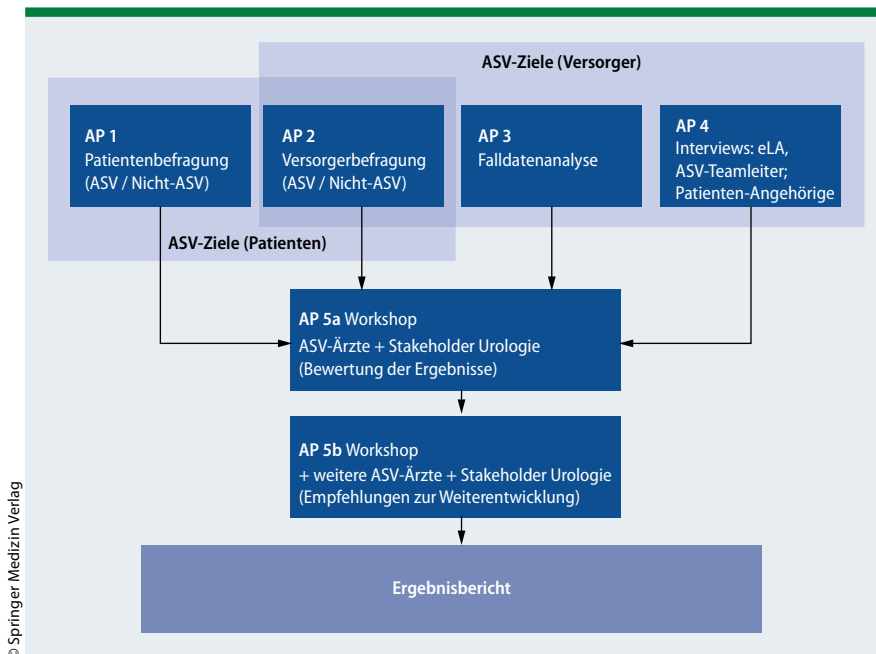 ASV-Ziele (Versorger)
AP 1
Patientenbefragung
(ASV / Nicht-ASV)
AP 2
Versorgerbefragung
(ASV / Nicht-ASV)
AP 3
Falldatenanalyse
AP 4
Interviews: eLA,
ASV-Teamleiter;
Patienten-Angehörige
ASV-Ziele (Patienten)
AP 5a Workshop
ASV-Ärzte + Stakeholder Urologie
(Bewertung der Ergebnisse)
AP 5b Workshop
+ weitere ASV-Ärzte + Stakeholder Urologie
(Empfehlungen zur Weiterentwicklung)
Ergebnisbericht
© Springer Medizin Verlag